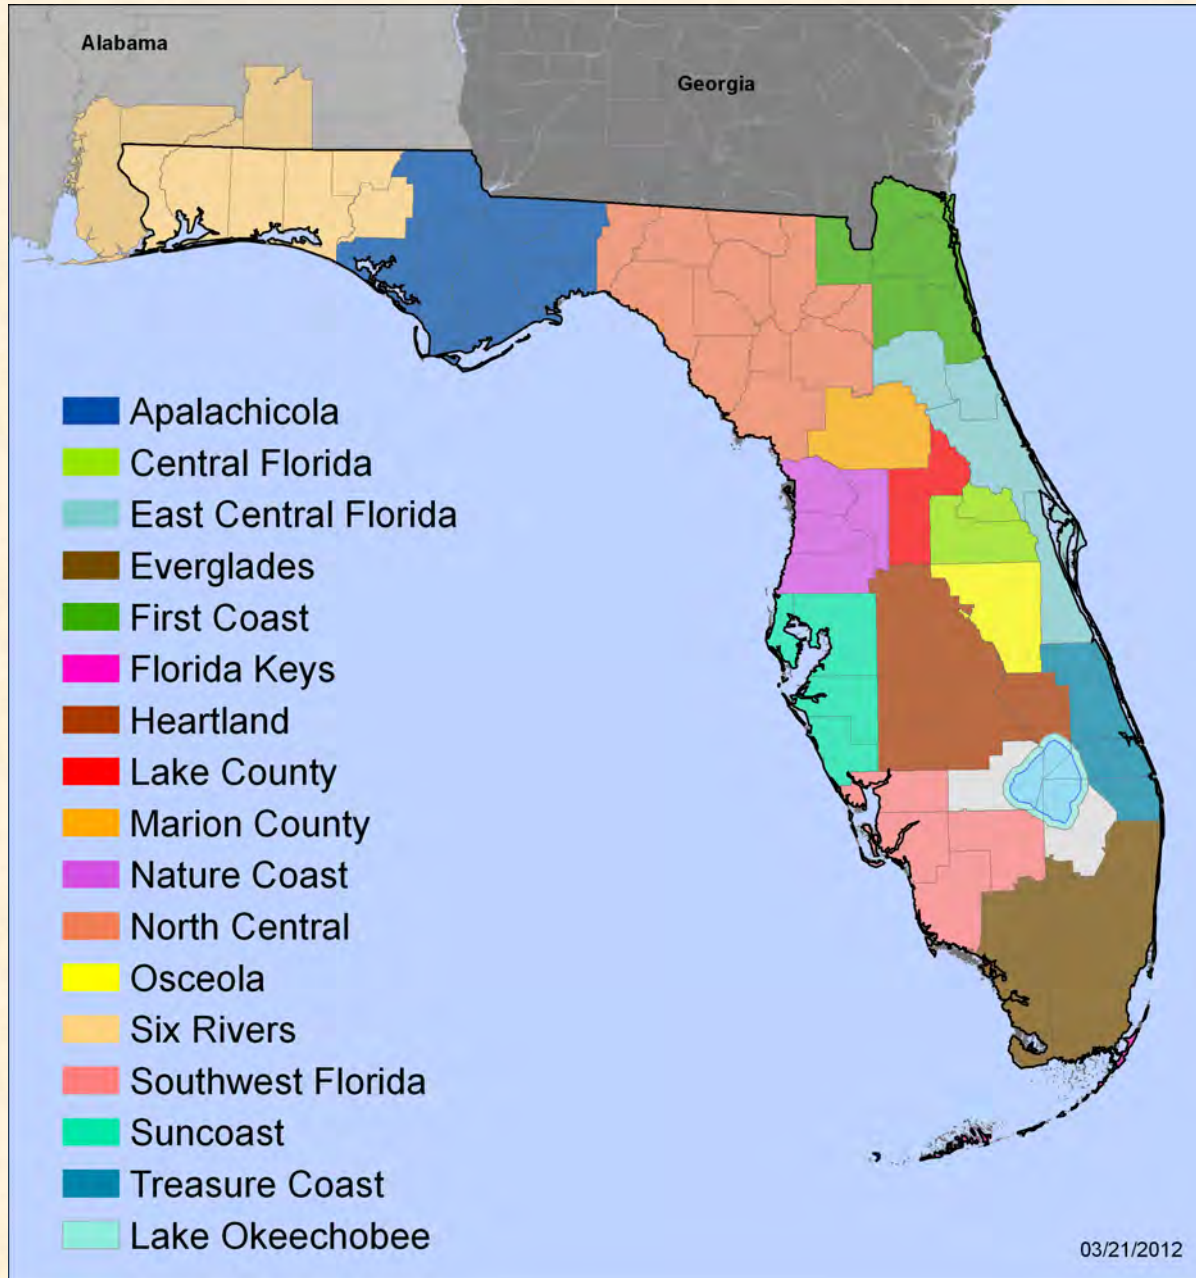 Alabama
Georgia
Apalachicola
Central Florida
East Central Florida
Everglades
First Coast
Florida Keys
Heartland
Lake County
Marion County
Nature Coast
North Central
Osceola
Six Rivers
Southwest Florida
Suncoast
Treasure Coast
Lake Okeechobee
03/21/2012